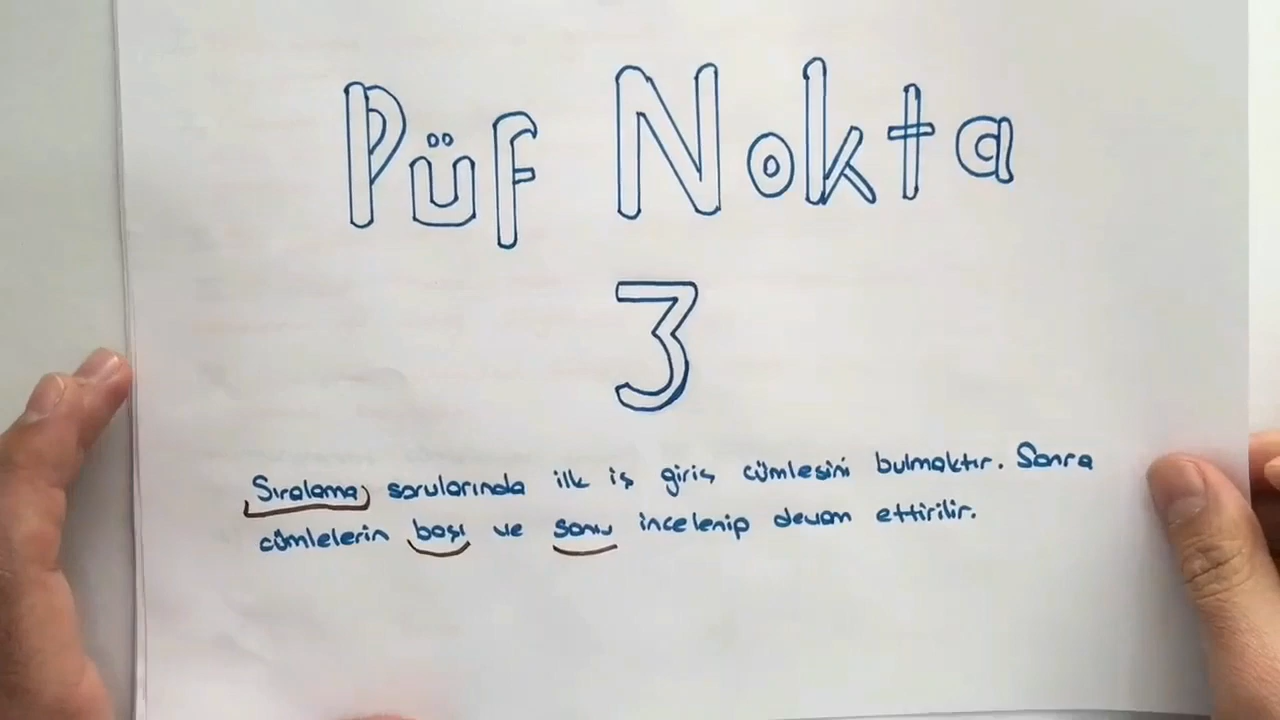 Püf Nokta
3
Sıralama sorularında ilk iş giriş cümlesini bulmaktır. Sonra
cümlelerin başı ve sonu incelenip devam ettirilir.